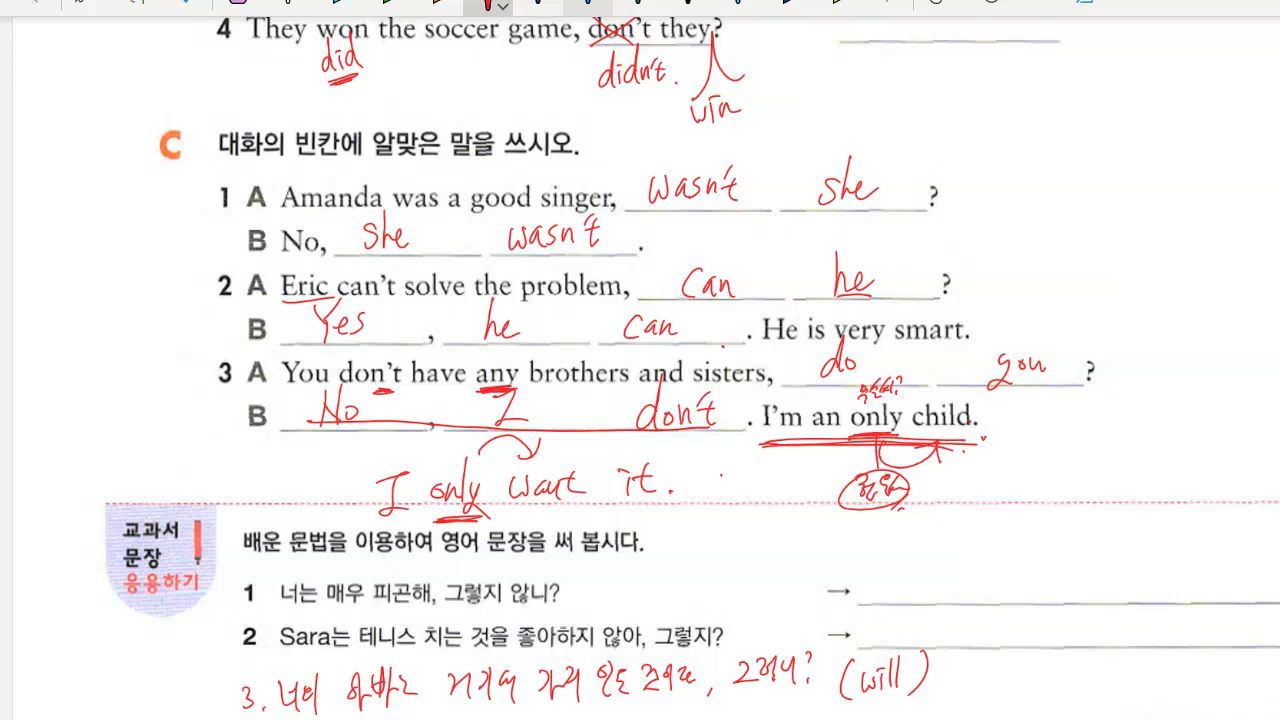 4 They won the soccer game, don't they?
did didn't.
win
C 대화의 빈칸에 알맞은 말을 쓰시오.
1 A Amanda was a good singer, wasn't she ?
B No, she wasn't .
2 A Eric can't solve the problem, can he ?
B Yes , he can . He is very smart.
3 A You don't have any brothers and sisters, do you ?
B No , I don't . I'm an only child.
I only want it.
교과서
문장
응용하기
배운 문법을 이용하여 영어 문장을 써 봅시다.
1 너는 매우 피곤해, 그렇지 않니? →
2 Sara는 테니스 치는 것을 좋아하지 않아, 그렇지? →
3. 너의 아빠는 거기에 가지 않을 , 그렇니? (will)